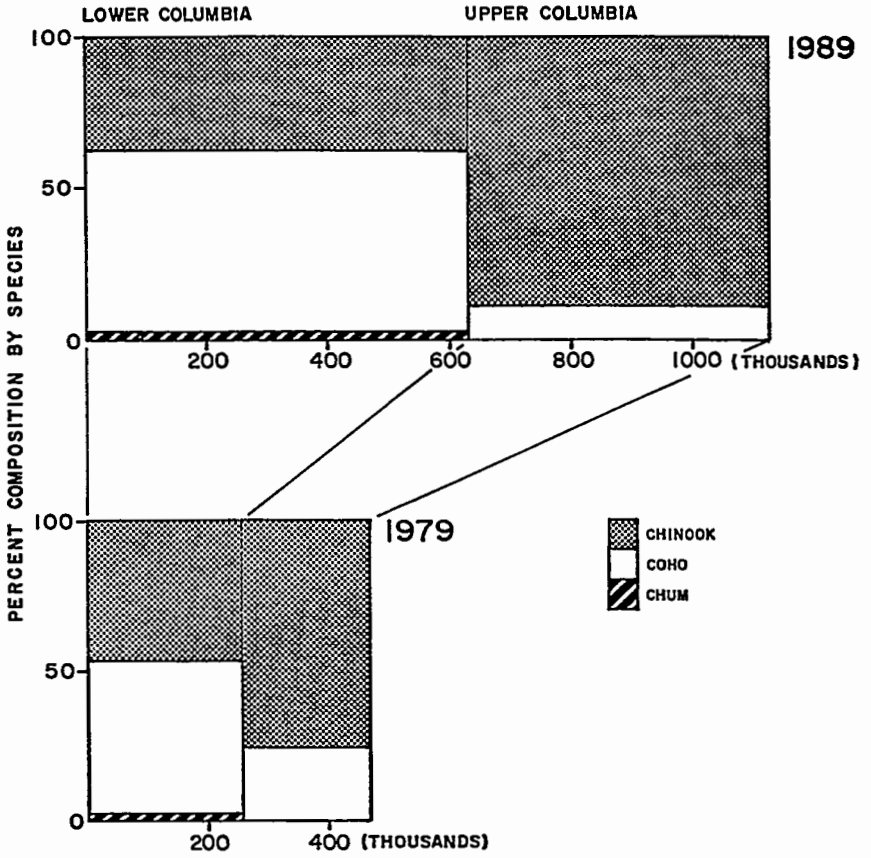 LOWER COLUMBIA UPPER COLUMBIA
100
1989
50
0
200 400 600 800 1000 (THOUSANDS)
PERCENT COMPOSITION BY SPECIES
100
1979
50
0
200 400 (THOUSANDS)
CHINOOK
COHO
CHUM